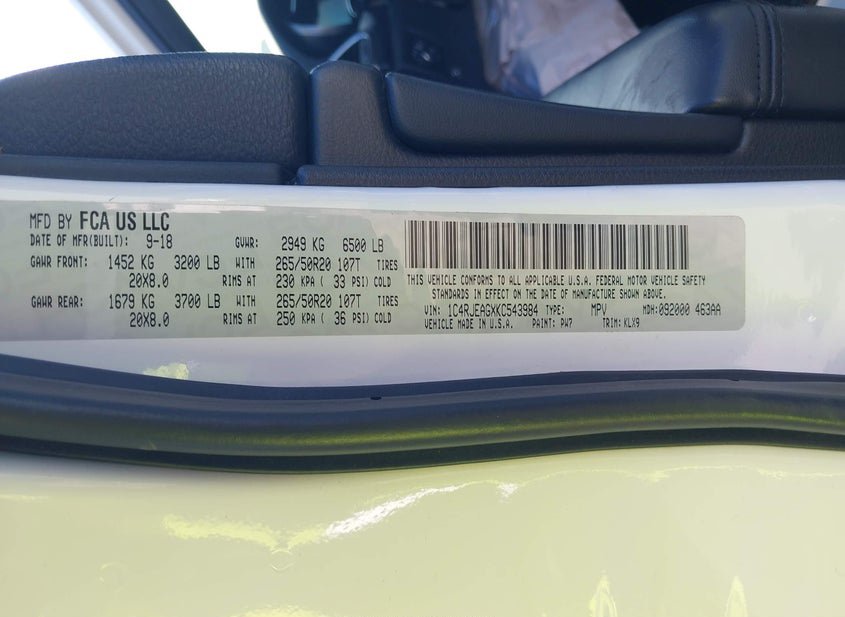 MFD BY FCA US LLC
DATE OF MFR(BUILT): 9-18 GVWR: 2949 KG 6500 LB
GAWR FRONT: 1452 KG 3200 LB WITH 265/50R20 107T TIRES
20X8.0 RIMS AT 230 KPA ( 33 PSI) COLD
GAWR REAR: 1679 KG 3700 LB WITH 265/50R20 107T TIRES
20X8.0 RIMS AT 250 KPA ( 36 PSI) COLD
THIS VEHICLE CONFORMS TO ALL APPLICABLE U.S.A. FEDERAL MOTOR VEHICLE SAFETY
STANDARDS IN EFFECT ON THE DATE OF MANUFACTURE SHOWN ABOVE.
VIN: 1C4RJEAGXKC543984 TYPE: MPV MDH:092000 463AA
VEHICLE MADE IN U.S.A. PAINT: PW7 TRIM: KLX9